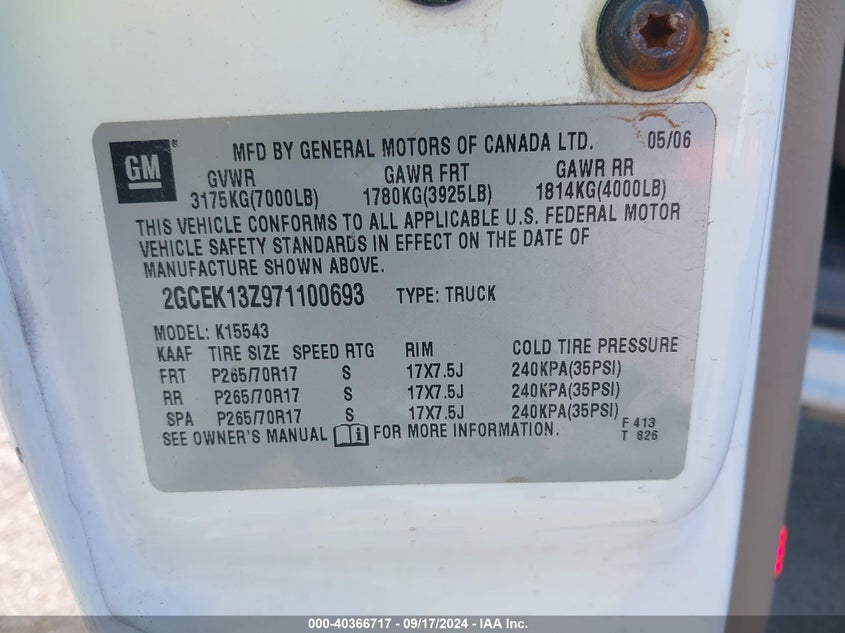 GM
MFD BY GENERAL MOTORS OF CANADA LTD. 05/06
GVWR GAWR FRT GAWR RR
3175KG(7000LB) 1780KG(3925LB) 1814KG(4000LB)
THIS VEHICLE CONFORMS TO ALL APPLICABLE U.S. FEDERAL MOTOR
VEHICLE SAFETY STANDARDS IN EFFECT ON THE DATE OF
MANUFACTURE SHOWN ABOVE.
2GCEK13Z971100693 TYPE: TRUCK
MODEL: K15543
KAAF TIRE SIZE SPEED RTG RIM COLD TIRE PRESSURE
FRT P265/70R17 S 17X7.5J 240KPA(35PSI)
RR P265/70R17 S 17X7.5J 240KPA(35PSI)
SPA P265/70R17 S 17X7.5J 240KPA(35PSI)
SEE OWNER'S MANUAL i FOR MORE INFORMATION. F 413
T 826
000-40366717 - 09/17/2024 - IAA Inc.